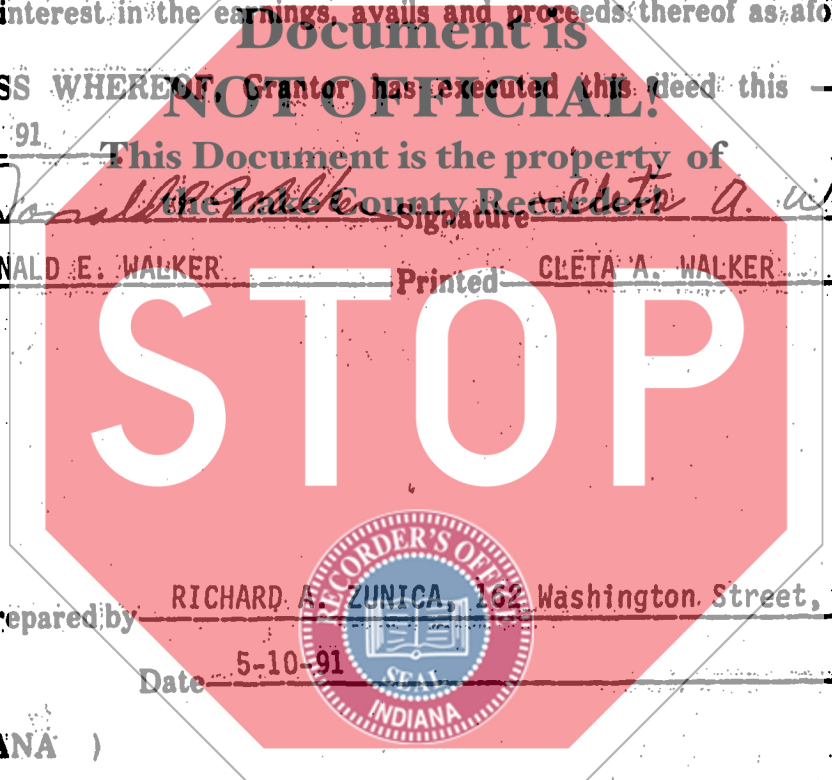 interest in the earnings, avails and proceeds thereof as afo
Document is
SS WHEREOF, Grantor has executed this deed this
NOT OFFICIAL!
91
This Document is the property of
the Lake County Recorder!
Cleta A.
Signature
NALD E. WALKER Printed CLETA A. WALKER
STOP
RECORDER'S OFFICE
RICHARD A. ZUNICA, 162 Washington Street,
epared by
Date 5-10-91
SEAL
INDIANA
ANA )